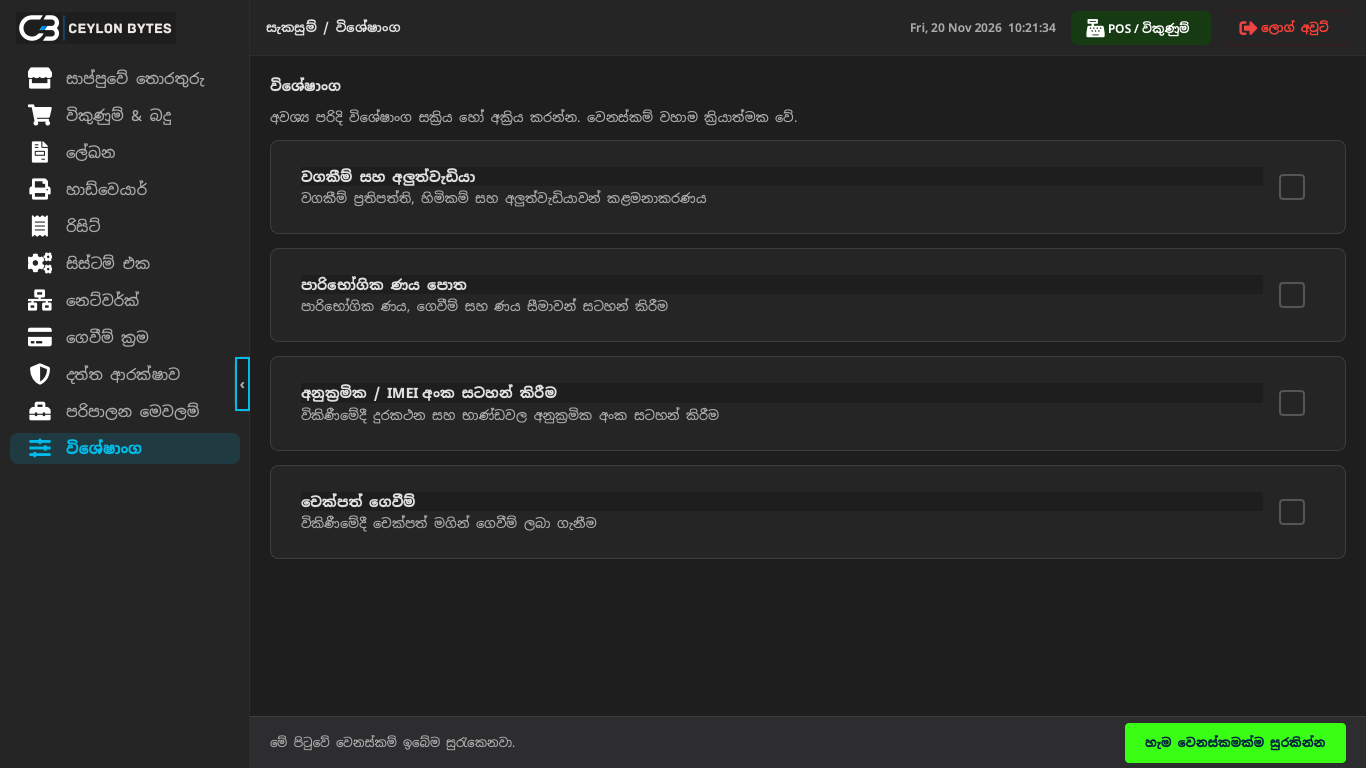 CB CEYLON BYTES
සැකසුම් / විශේෂාංග
Fri, 20 Nov 2026 10:21:34
POS / විකුණුම්
ලොග් අවුට්
සාප්පුවේ තොරතුරු
විකුණුම් & බදු
ලේඛන
හාඩ්වෙයාර්
රිසිට්
සිස්ටම් එක
නෙට්වර්ක්
ගෙවීම් ක්‍රම
දත්ත ආරක්ෂාව
පරිපාලන මෙවලම්
විශේෂාංග
‹
විශේෂාංග
අවශ්‍ය පරිදි විශේෂාංග සක්‍රිය හෝ අක්‍රිය කරන්න. වෙනස්කම් වහාම ක්‍රියාත්මක වේ.
වගකීම් සහ අලුත්වැඩියා
වගකීම් ප්‍රතිපත්ති, හිමිකම් සහ අලුත්වැඩියාවන් කළමනාකරණය
පාරිභෝගික ණය පොත
පාරිභෝගික ණය, ගෙවීම් සහ ණය සීමාවන් සටහන් කිරීම
අනුක්‍රමික / IMEI අංක සටහන් කිරීම
විකිණීමේදී දුරකථන සහ භාණ්ඩවල අනුක්‍රමික අංක සටහන් කිරීම
චෙක්පත් ගෙවීම්
විකිණීමේදී චෙක්පත් මගින් ගෙවීම් ලබා ගැනීම
මේ පිටුවේ වෙනස්කම් ඉබේම සුරැකෙනවා.
හැම වෙනස්කමක්ම සුරකින්න